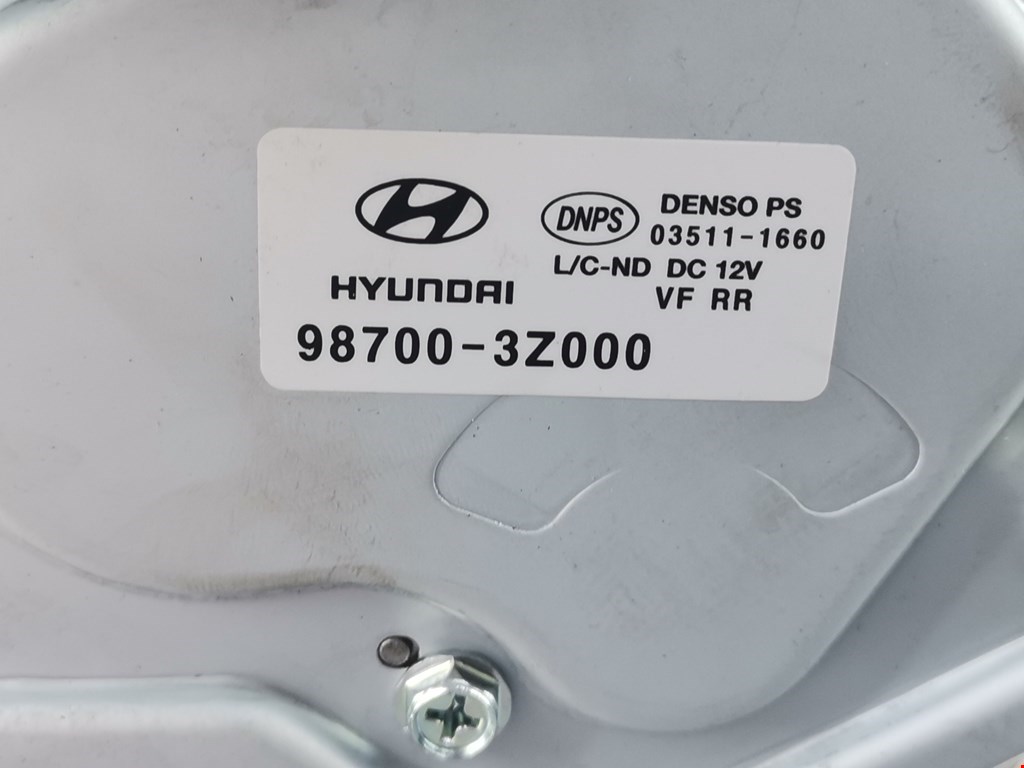 HYUNDAI
98700-3Z000
DNPS
DENSO PS
03511-1660
L/C-ND DC 12V
VF RR